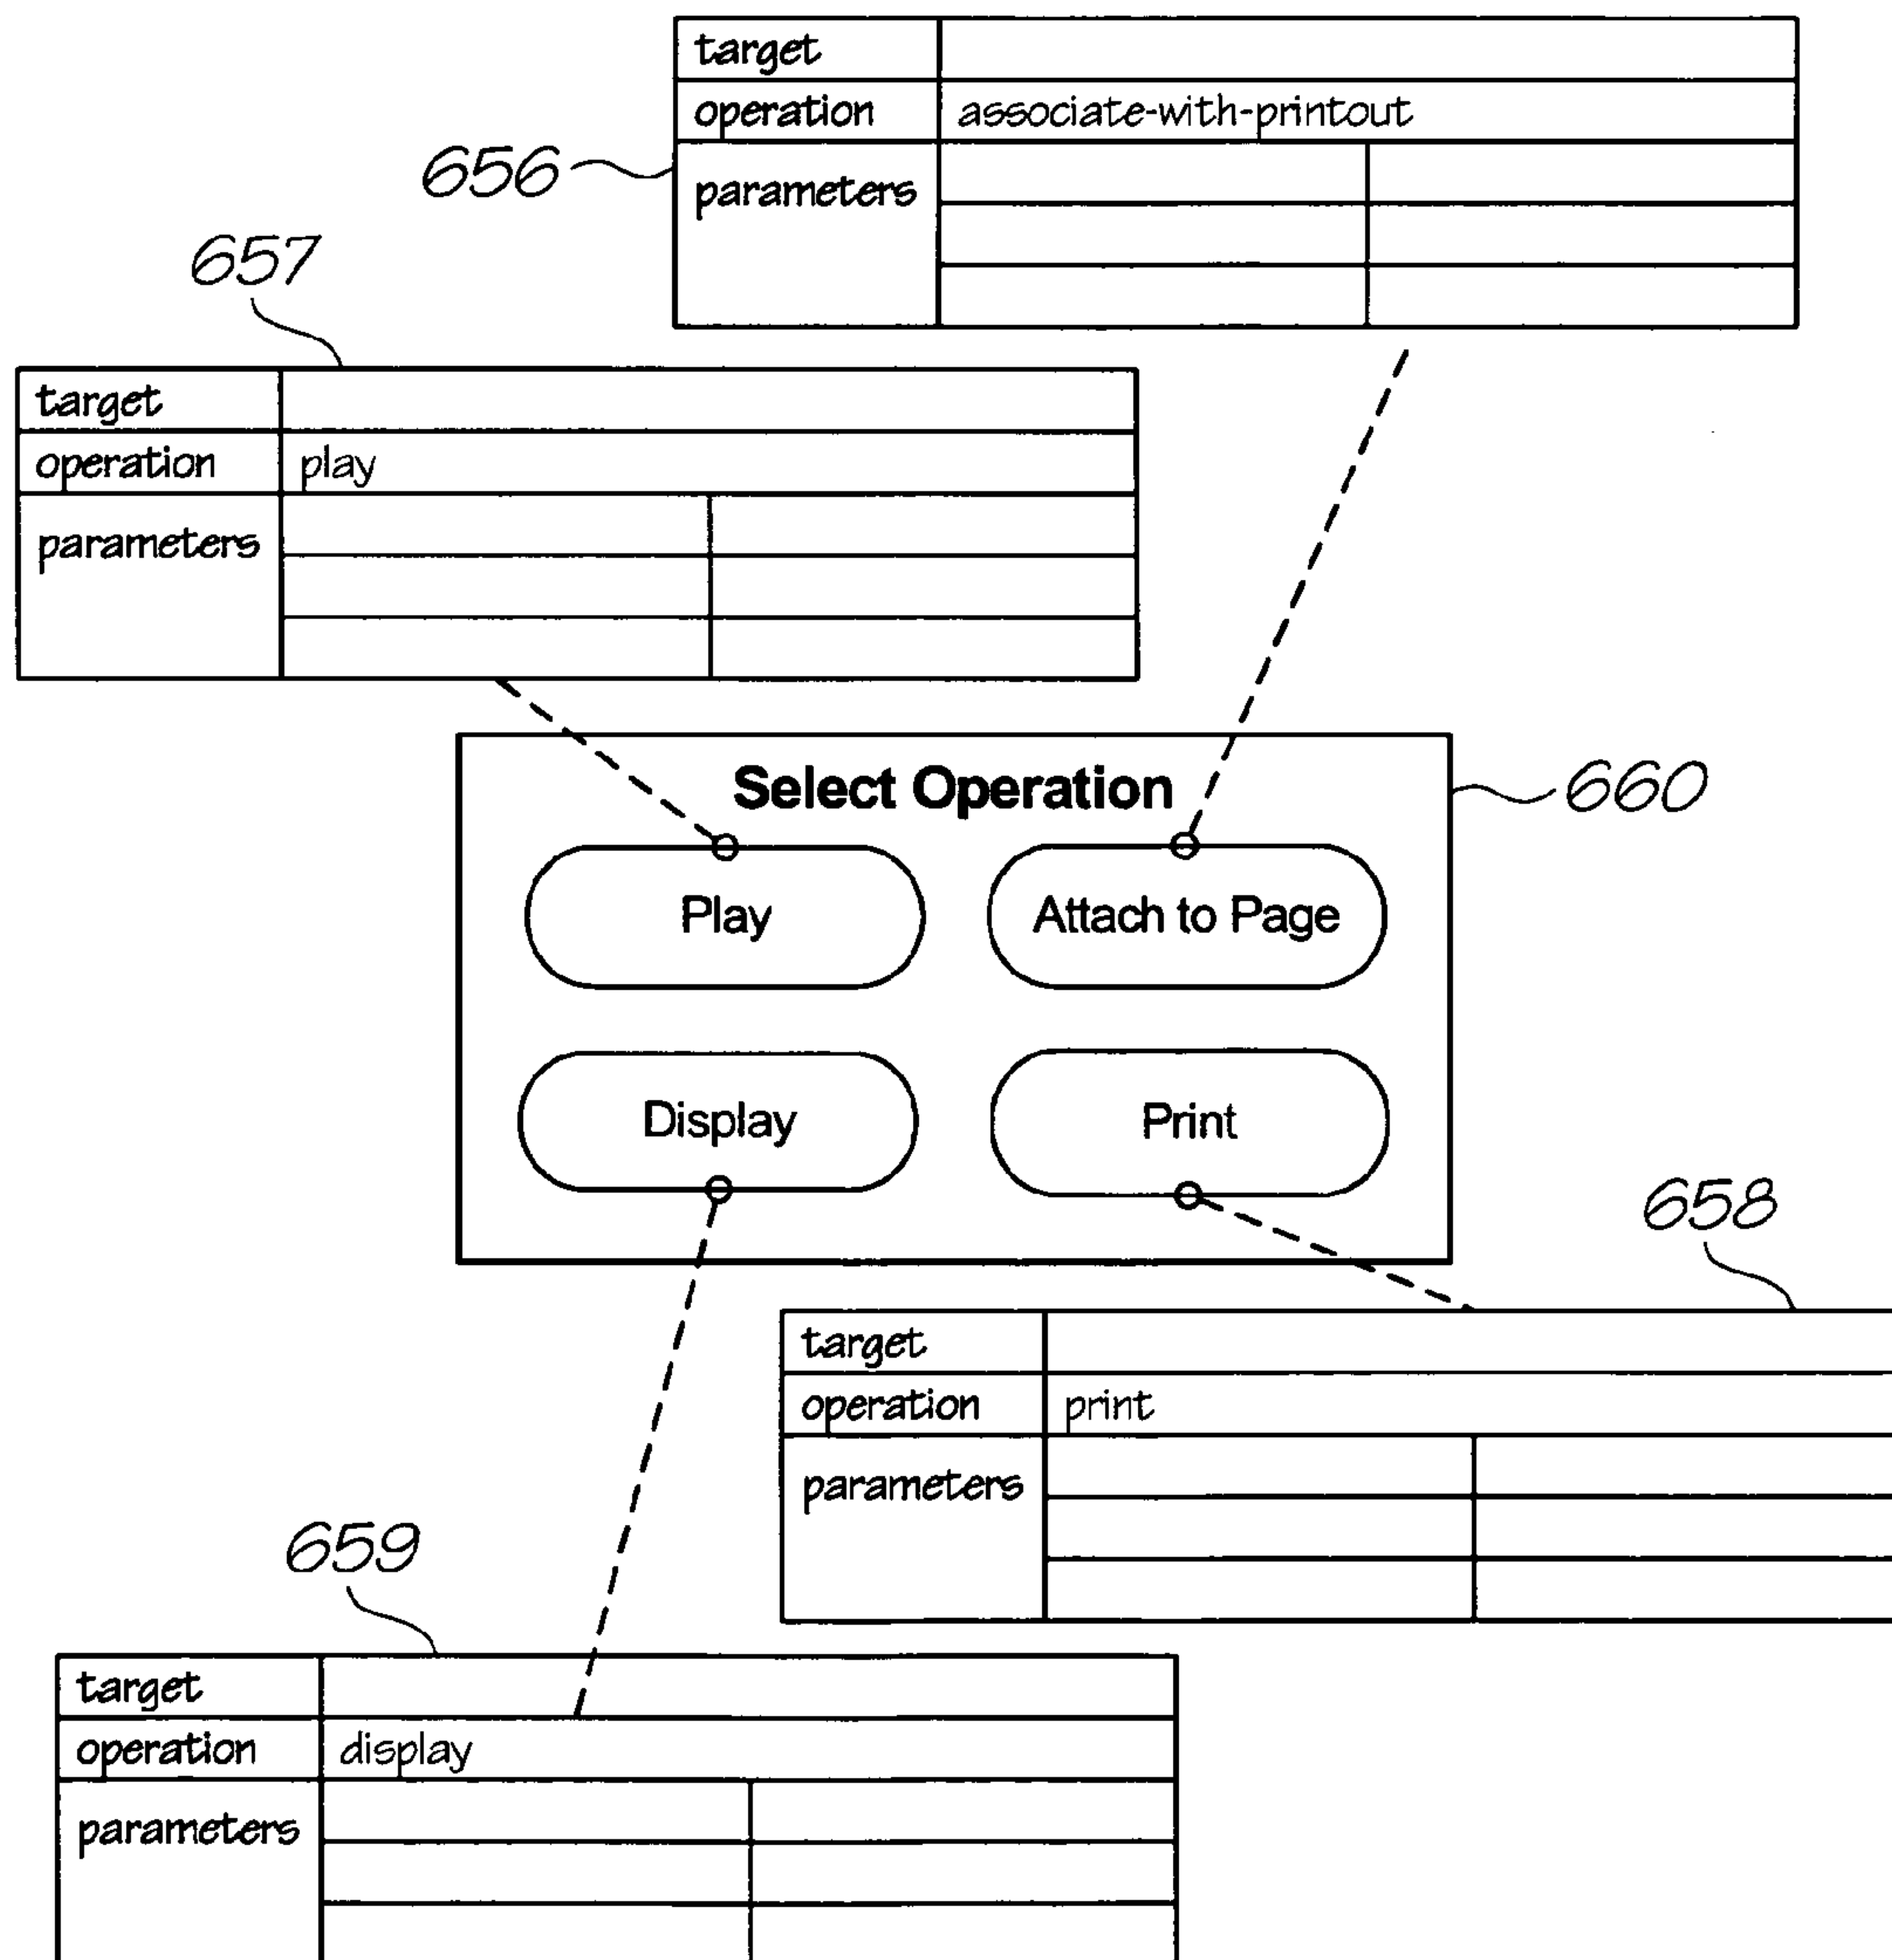 target
operation associate-with-printout
656
parameters
657
target
operation play
parameters
Select Operation
660
Play Attach to Page
Display Print
658
target
operation print
parameters
659
target
operation display
parameters